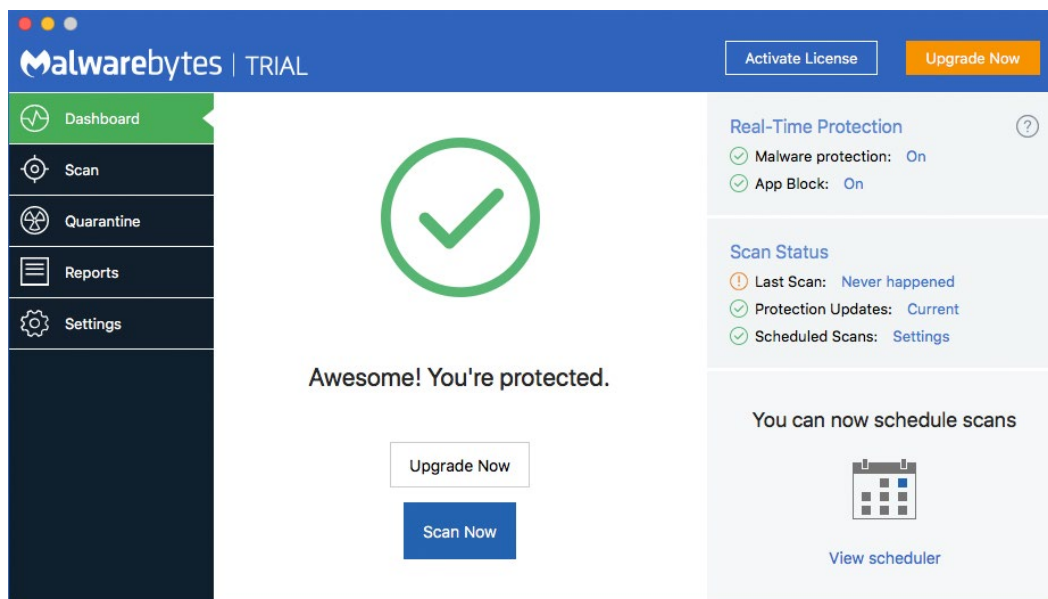 Malwarebytes | TRIAL
Activate License
Upgrade Now
Dashboard
Scan
Quarantine
Reports
Settings
Awesome! You're protected.
Upgrade Now
Scan Now
Real-Time Protection ?
Malware protection: On
App Block: On
Scan Status
! Last Scan: Never happened
Protection Updates: Current
Scheduled Scans: Settings
You can now schedule scans
View scheduler